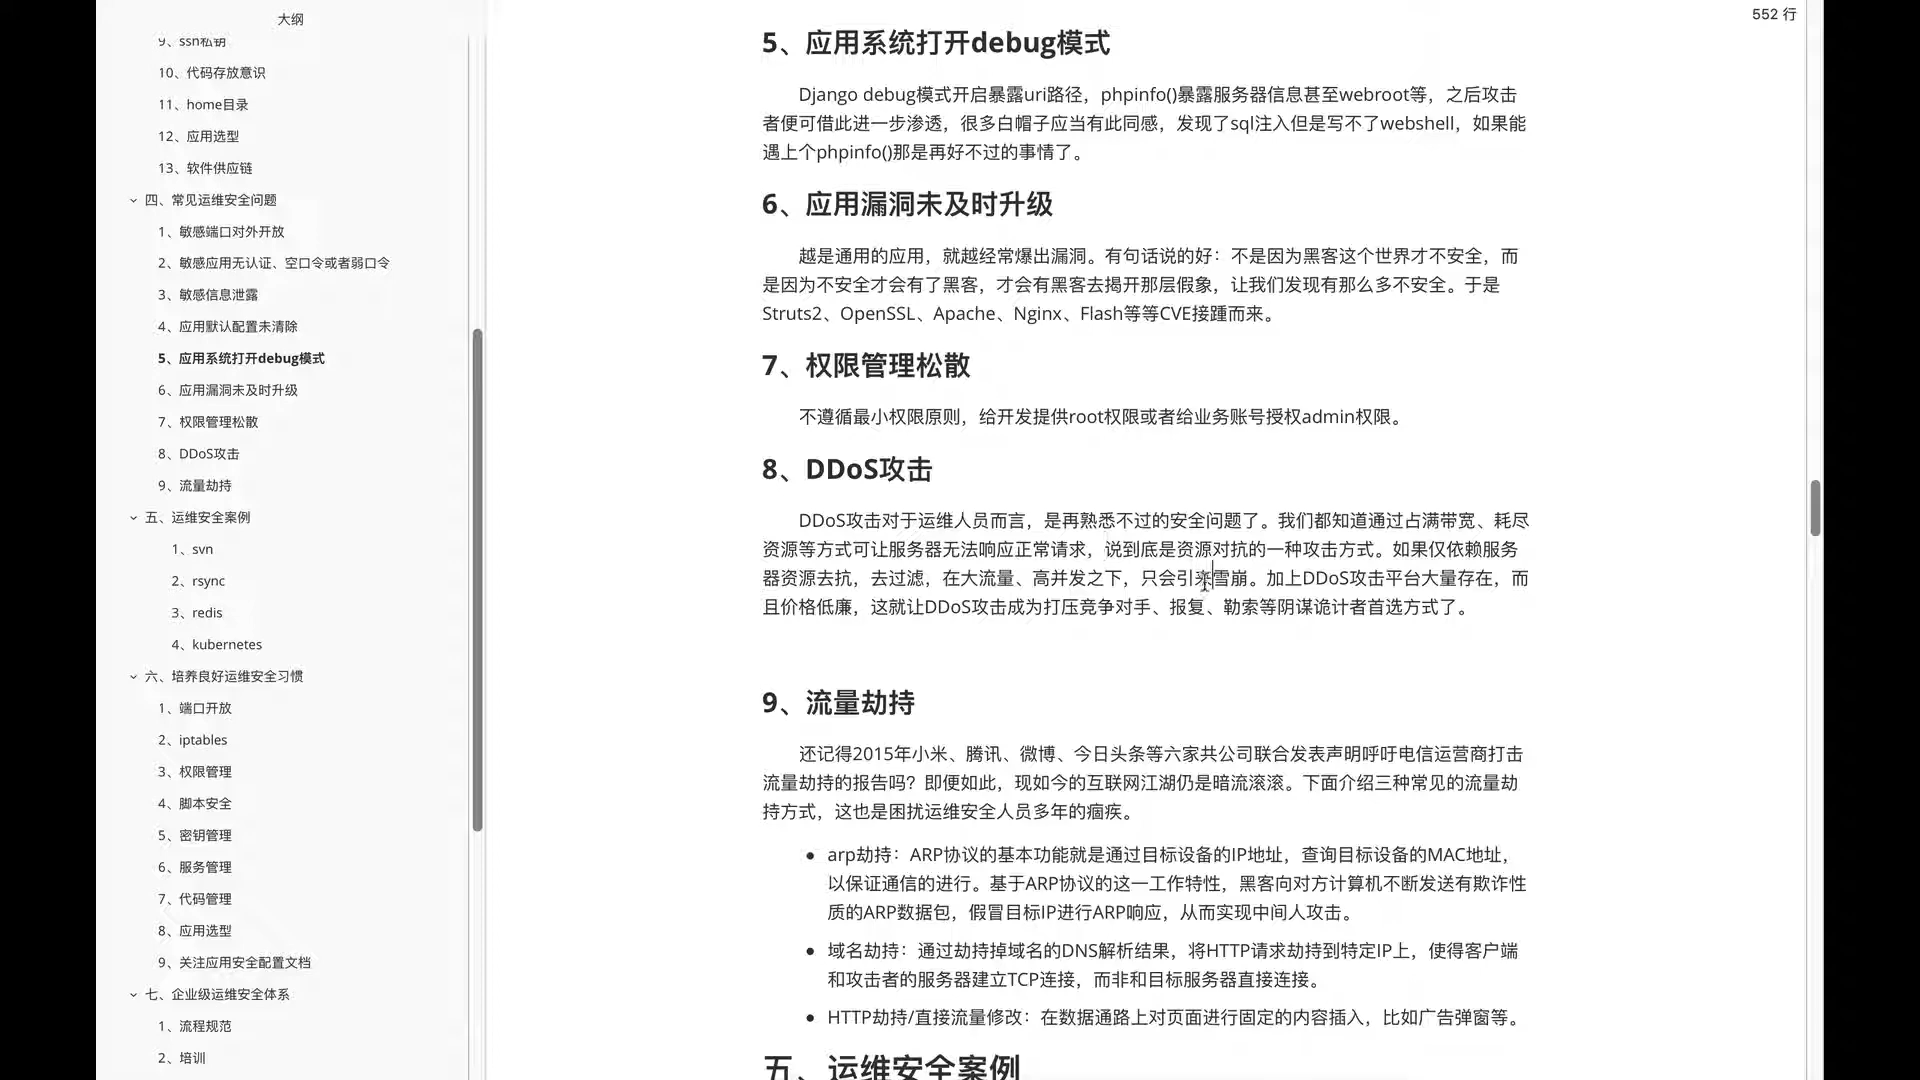 大纲
9、ssh私钥
10、代码存放意识
11、home目录
12、应用选型
13、软件供应链
四、常见运维安全问题
1、敏感端口对外开放
2、敏感应用无认证、空口令或者弱口令
3、敏感信息泄露
4、应用默认配置未清除
5、应用系统打开debug模式
6、应用漏洞未及时升级
7、权限管理松散
8、DDoS攻击
9、流量劫持
五、运维安全案例
1、svn
2、rsync
3、redis
4、kubernetes
六、培养良好运维安全习惯
1、端口开放
2、iptables
3、权限管理
4、脚本安全
5、密钥管理
6、服务管理
7、代码管理
8、应用选型
9、关注应用安全配置文档
七、企业级运维安全体系
1、流程规范
2、培训
552 行
5、应用系统打开debug模式
Django debug模式开启暴露uri路径，phpinfo()暴露服务器信息甚至webroot等，之后攻击
者便可借此进一步渗透，很多白帽子应当有此同感，发现了sql注入但是写不了webshell，如果能
遇上个phpinfo()那是再好不过的事情了。
6、应用漏洞未及时升级
越是通用的应用，就越经常爆出漏洞。有句话说的好：不是因为黑客这个世界才不安全，而
是因为不安全才会有了黑客，才会有黑客去揭开那层假象，让我们发现有那么多不安全。于是
Struts2、OpenSSL、Apache、Nginx、Flash等等CVE接踵而来。
7、权限管理松散
不遵循最小权限原则，给开发提供root权限或者给业务账号授权admin权限。
8、DDoS攻击
DDoS攻击对于运维人员而言，是再熟悉不过的安全问题了。我们都知道通过占满带宽、耗尽
资源等方式可让服务器无法响应正常请求，说到底是资源对抗的一种攻击方式。如果仅依赖服务
器资源去抗，去过滤，在大流量、高并发之下，只会引来雪崩。加上DDoS攻击平台大量存在，而
且价格低廉，这就让DDoS攻击成为打压竞争对手、报复、勒索等阴谋诡计者首选方式了。
9、流量劫持
还记得2015年小米、腾讯、微博、今日头条等六家共公司联合发表声明呼吁电信运营商打击
流量劫持的报告吗？即便如此，现如今的互联网江湖仍是暗流滚滚。下面介绍三种常见的流量劫
持方式，这也是困扰运维安全人员多年的痼疾。
arp劫持：ARP协议的基本功能就是通过目标设备的IP地址，查询目标设备的MAC地址，
以保证通信的进行。基于ARP协议的这一工作特性，黑客向对方计算机不断发送有欺诈性
质的ARP数据包，假冒目标IP进行ARP响应，从而实现中间人攻击。
域名劫持：通过劫持掉域名的DNS解析结果，将HTTP请求劫持到特定IP上，使得客户端
和攻击者的服务器建立TCP连接，而非和目标服务器直接连接。
HTTP劫持/直接流量修改：在数据通路上对页面进行固定的内容插入，比如广告弹窗等。
五、运维安全案例